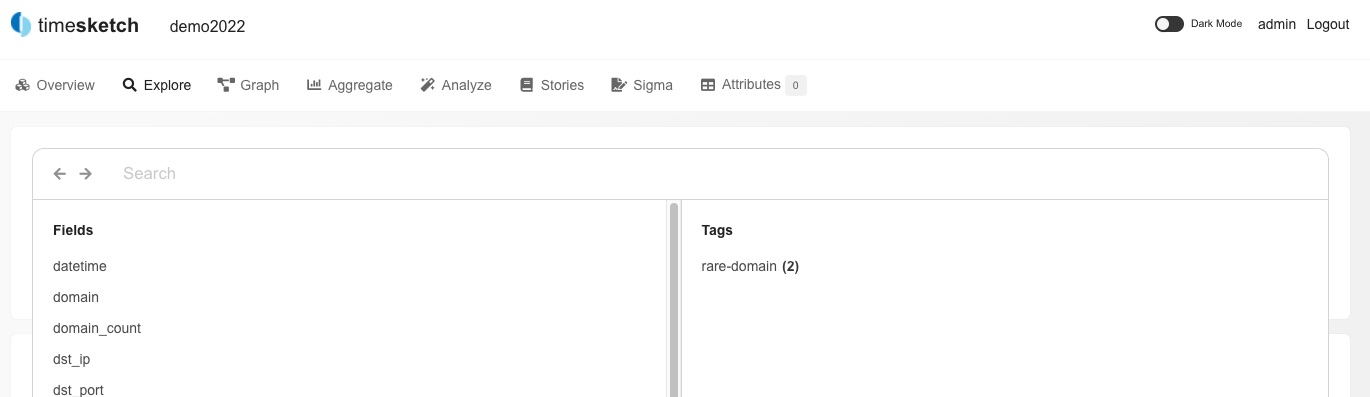 timesketch demo2022 Dark Mode admin Logout
Overview Explore Graph Aggregate Analyze Stories Sigma Attributes 0
Search
Fields Tags
datetime rare-domain (2)
domain
domain_count
dst_ip
dst_port